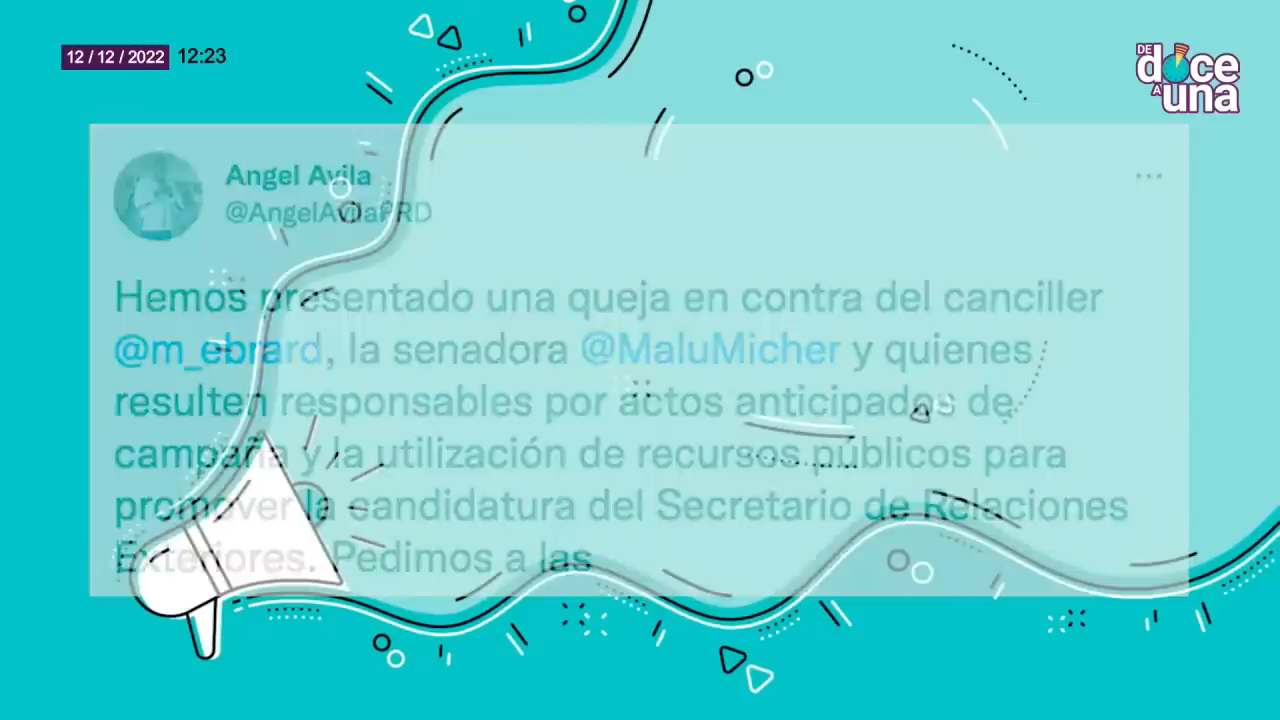 12 / 12 / 2022 12:23
DE
doce
A una
Angel Avila
@AngelAvilaPRD
Hemos presentado una queja en contra del canciller
@m_ebrard, la senadora @MaluMicher y quienes
resulten responsables por actos anticipados de
campaña y la utilización de recursos públicos para
promover la candidatura del Secretario de Relaciones
Exteriores. Pedimos a las